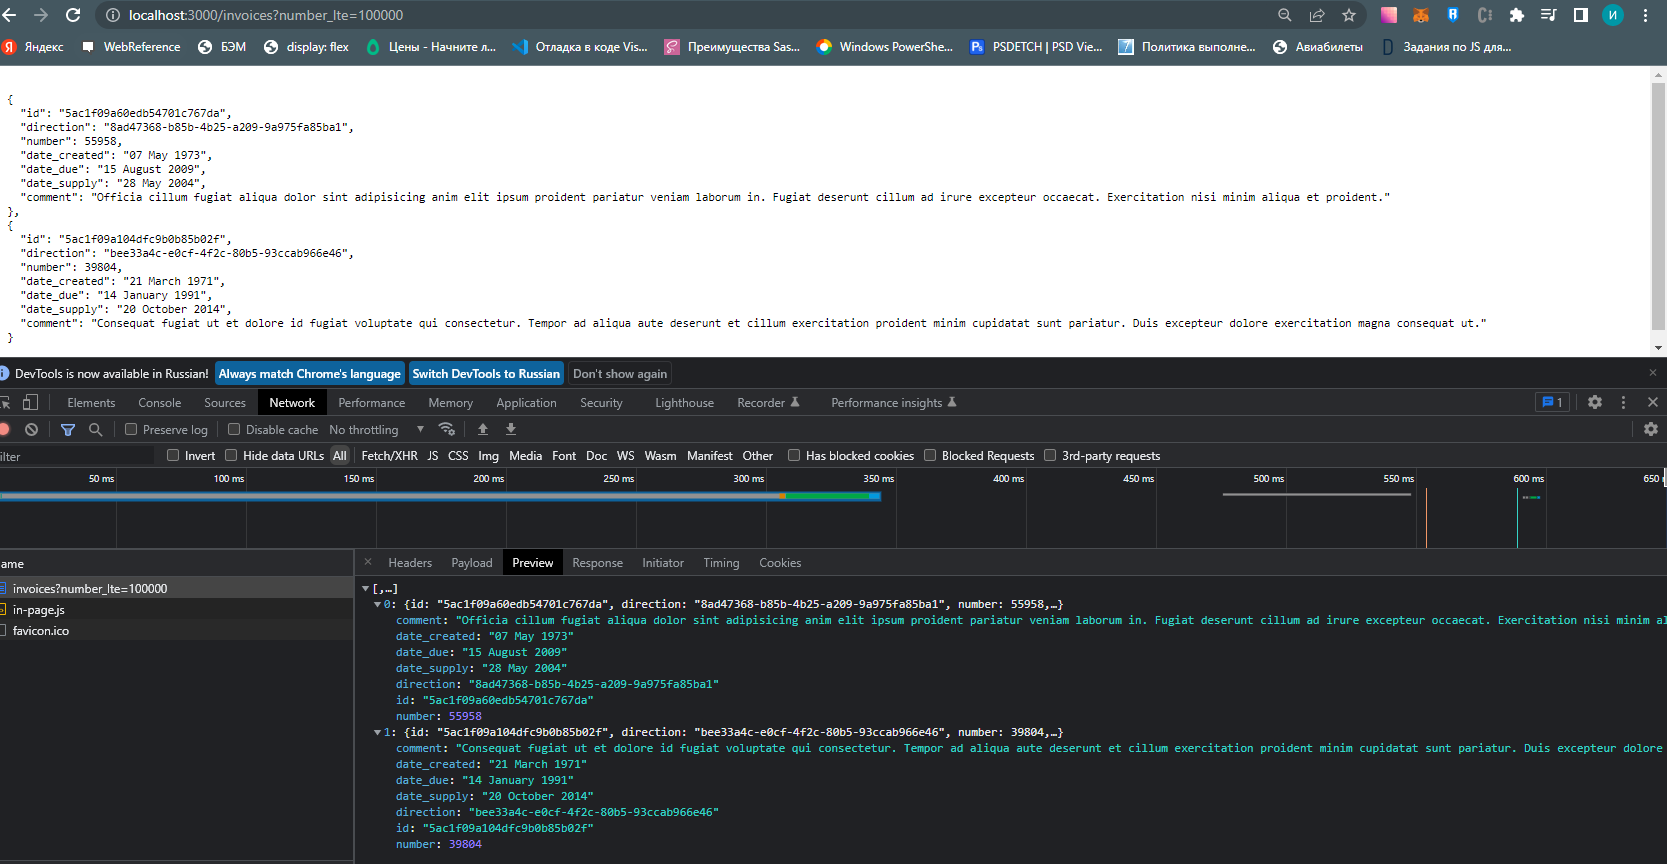 localhost:3000/invoices?number_lte=100000
И
Яндекс WebReference БЭМ display: flex Цены - Начните л... Отладка в коде Vis... Преимущества Sas... Windows PowerShe... PSDETCH | PSD Vie... Политика выполне... Авиабилеты Задания по JS для...
{
"id": "5ac1f09a60edb54701c767da",
"direction": "8ad47368-b85b-4b25-a209-9a975fa85ba1",
"number": 55958,
"date_created": "07 May 1973",
"date_due": "15 August 2009",
"date_supply": "28 May 2004",
"comment": "Officia cillum fugiat aliqua dolor sint adipisicing anim elit ipsum proident pariatur veniam laborum in. Fugiat deserunt cillum ad irure excepteur occaecat. Exercitation nisi minim aliqua et proident."
},
{
"id": "5ac1f09a104dfc9b0b85b02f",
"direction": "bee33a4c-e0cf-4f2c-80b5-93ccab966e46",
"number": 39804,
"date_created": "21 March 1971",
"date_due": "14 January 1991",
"date_supply": "20 October 2014",
"comment": "Consequat fugiat ut et dolore id fugiat voluptate qui consectetur. Tempor ad aliqua aute deserunt et cillum exercitation proident minim cupidatat sunt pariatur. Duis excepteur dolore exercitation magna consequat ut."
}
DevTools is now available in Russian! Always match Chrome's language Switch DevTools to Russian Don't show again
Elements Console Sources Network Performance Memory Application Security Lighthouse Recorder Performance insights 1
Preserve log Disable cache No throttling
ilter Invert Hide data URLs All Fetch/XHR JS CSS Img Media Font Doc WS Wasm Manifest Other Has blocked cookies Blocked Requests 3rd-party requests
50 ms 100 ms 150 ms 200 ms 250 ms 300 ms 350 ms 400 ms 450 ms 500 ms 550 ms 600 ms 650
ame Headers Payload Preview Response Initiator Timing Cookies
invoices?number_lte=100000
in-page.js
favicon.ico
[,…]
0: {id: "5ac1f09a60edb54701c767da", direction: "8ad47368-b85b-4b25-a209-9a975fa85ba1", number: 55958,…}
comment: "Officia cillum fugiat aliqua dolor sint adipisicing anim elit ipsum proident pariatur veniam laborum in. Fugiat deserunt cillum ad irure excepteur occaecat. Exercitation nisi minim al
date_created: "07 May 1973"
date_due: "15 August 2009"
date_supply: "28 May 2004"
direction: "8ad47368-b85b-4b25-a209-9a975fa85ba1"
id: "5ac1f09a60edb54701c767da"
number: 55958
1: {id: "5ac1f09a104dfc9b0b85b02f", direction: "bee33a4c-e0cf-4f2c-80b5-93ccab966e46", number: 39804,…}
comment: "Consequat fugiat ut et dolore id fugiat voluptate qui consectetur. Tempor ad aliqua aute deserunt et cillum exercitation proident minim cupidatat sunt pariatur. Duis excepteur dolore
date_created: "21 March 1971"
date_due: "14 January 1991"
date_supply: "20 October 2014"
direction: "bee33a4c-e0cf-4f2c-80b5-93ccab966e46"
id: "5ac1f09a104dfc9b0b85b02f"
number: 39804